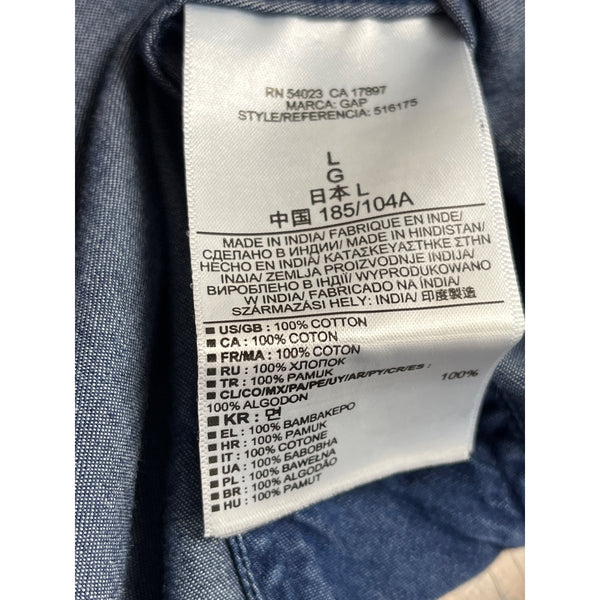 RN 54023 CA 17897
MARCA: GAP
STYLE/REFERENCIA: 516175
L
G
日本 L
中国 185/104A
MADE IN INDIA/ FABRIQUE EN INDE/
СДЕЛАНО В ИНДИИ/ MADE IN HINDISTAN/
HECHO EN INDIA/ ΚΑΤΑΣΚΕΥΑΣΤΗΚΕ ΣΤΗΝ
ΙΝΔΙΑ/ ZEMLJA PROIZVODNJE INDIJA/
ВИРОБЛЕНО В ІНДІЇ/ WYPRODUKOWANO
W INDIA/ FABRICADO NA ÍNDIA/
SZÁRMAZÁSI HELY: INDIA/ 印度製造
US/GB : 100% COTTON
CA : 100% COTON
FR/MA : 100% COTON
RU : 100% ХЛОПОК
TR : 100% PAMUK
CL/CO/MX/PA/PE/UY/AR/PY/CR/ES :
100% ALGODON
KR : 면 100%
EL : 100% ΒΑΜΒΑΚΕΡΟ
HR : 100% PAMUK
IT : 100% COTONE
UA : 100% БАВОВНА
PL : 100% BAWEŁNA
BR : 100% ALGODÃO
HU : 100% PAMUT